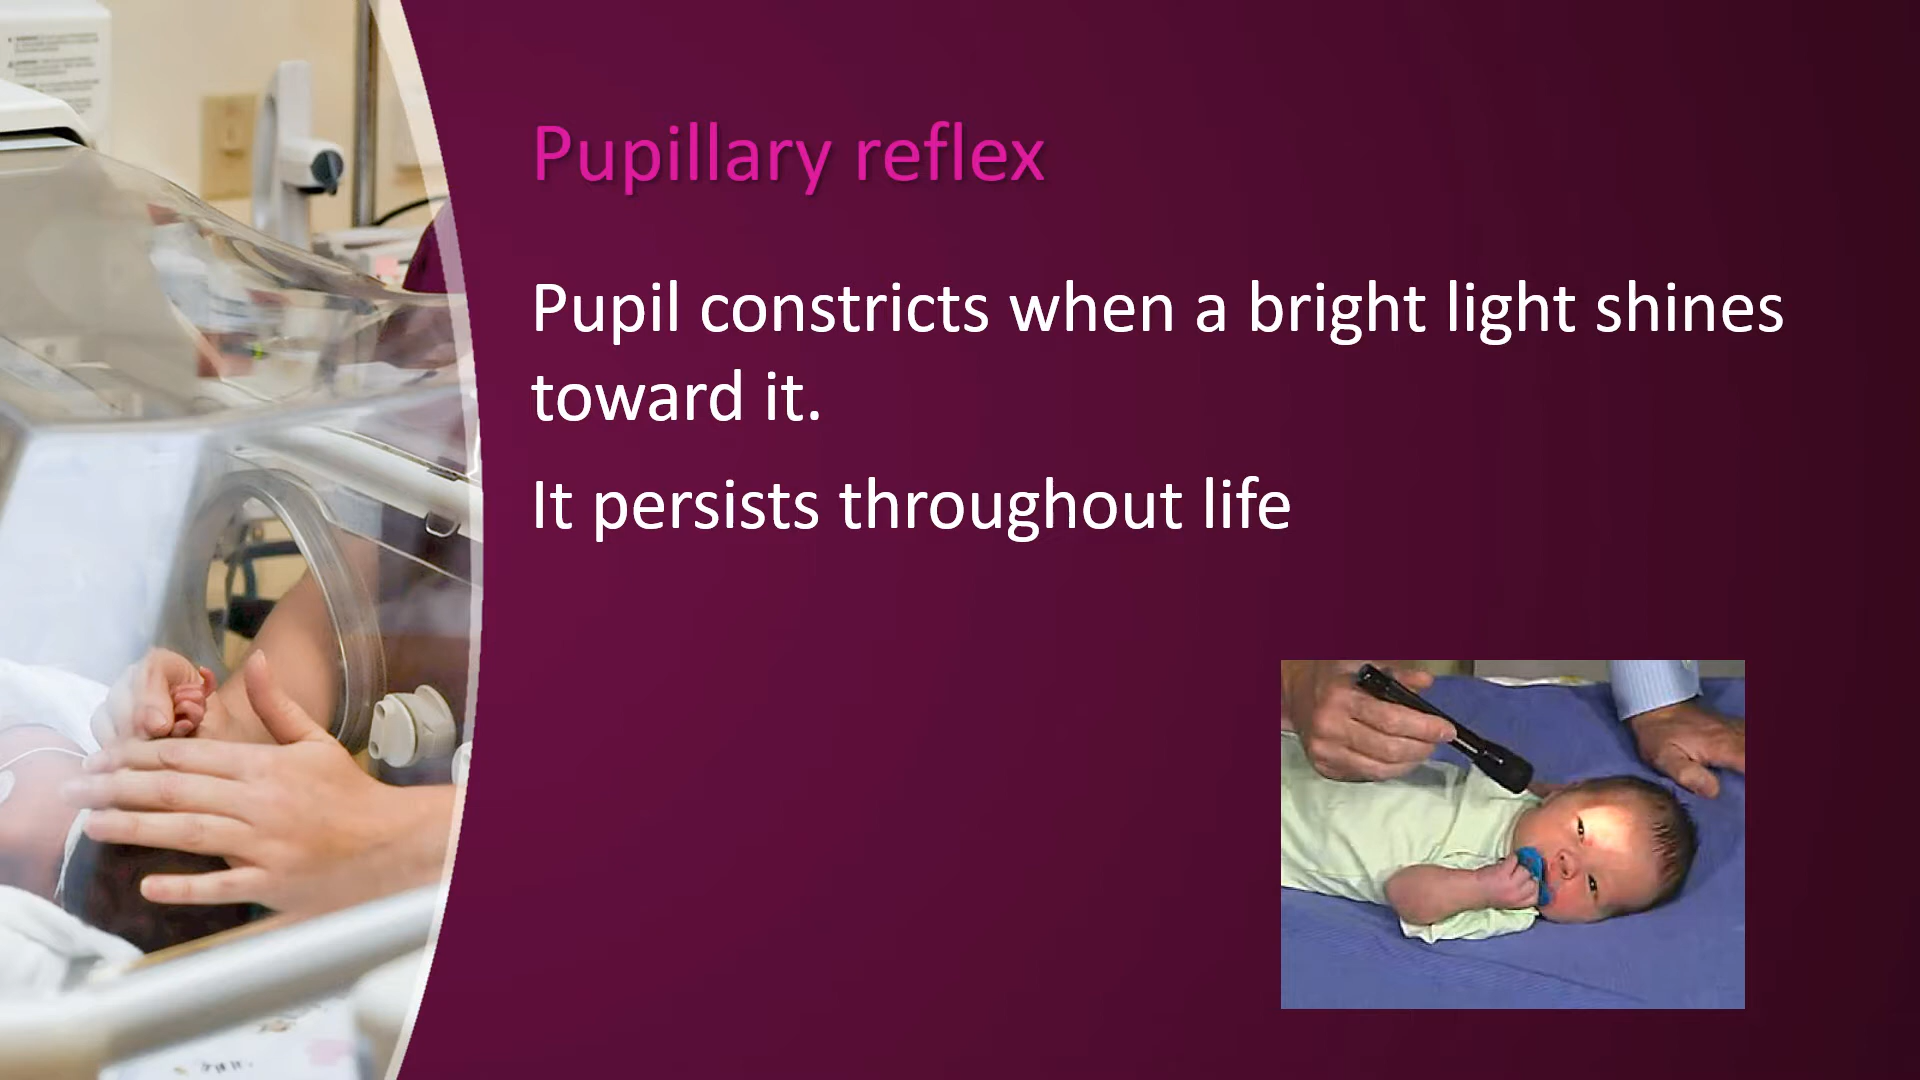 Pupillary reflex
Pupil constricts when a bright light shines
toward it.
It persists throughout life